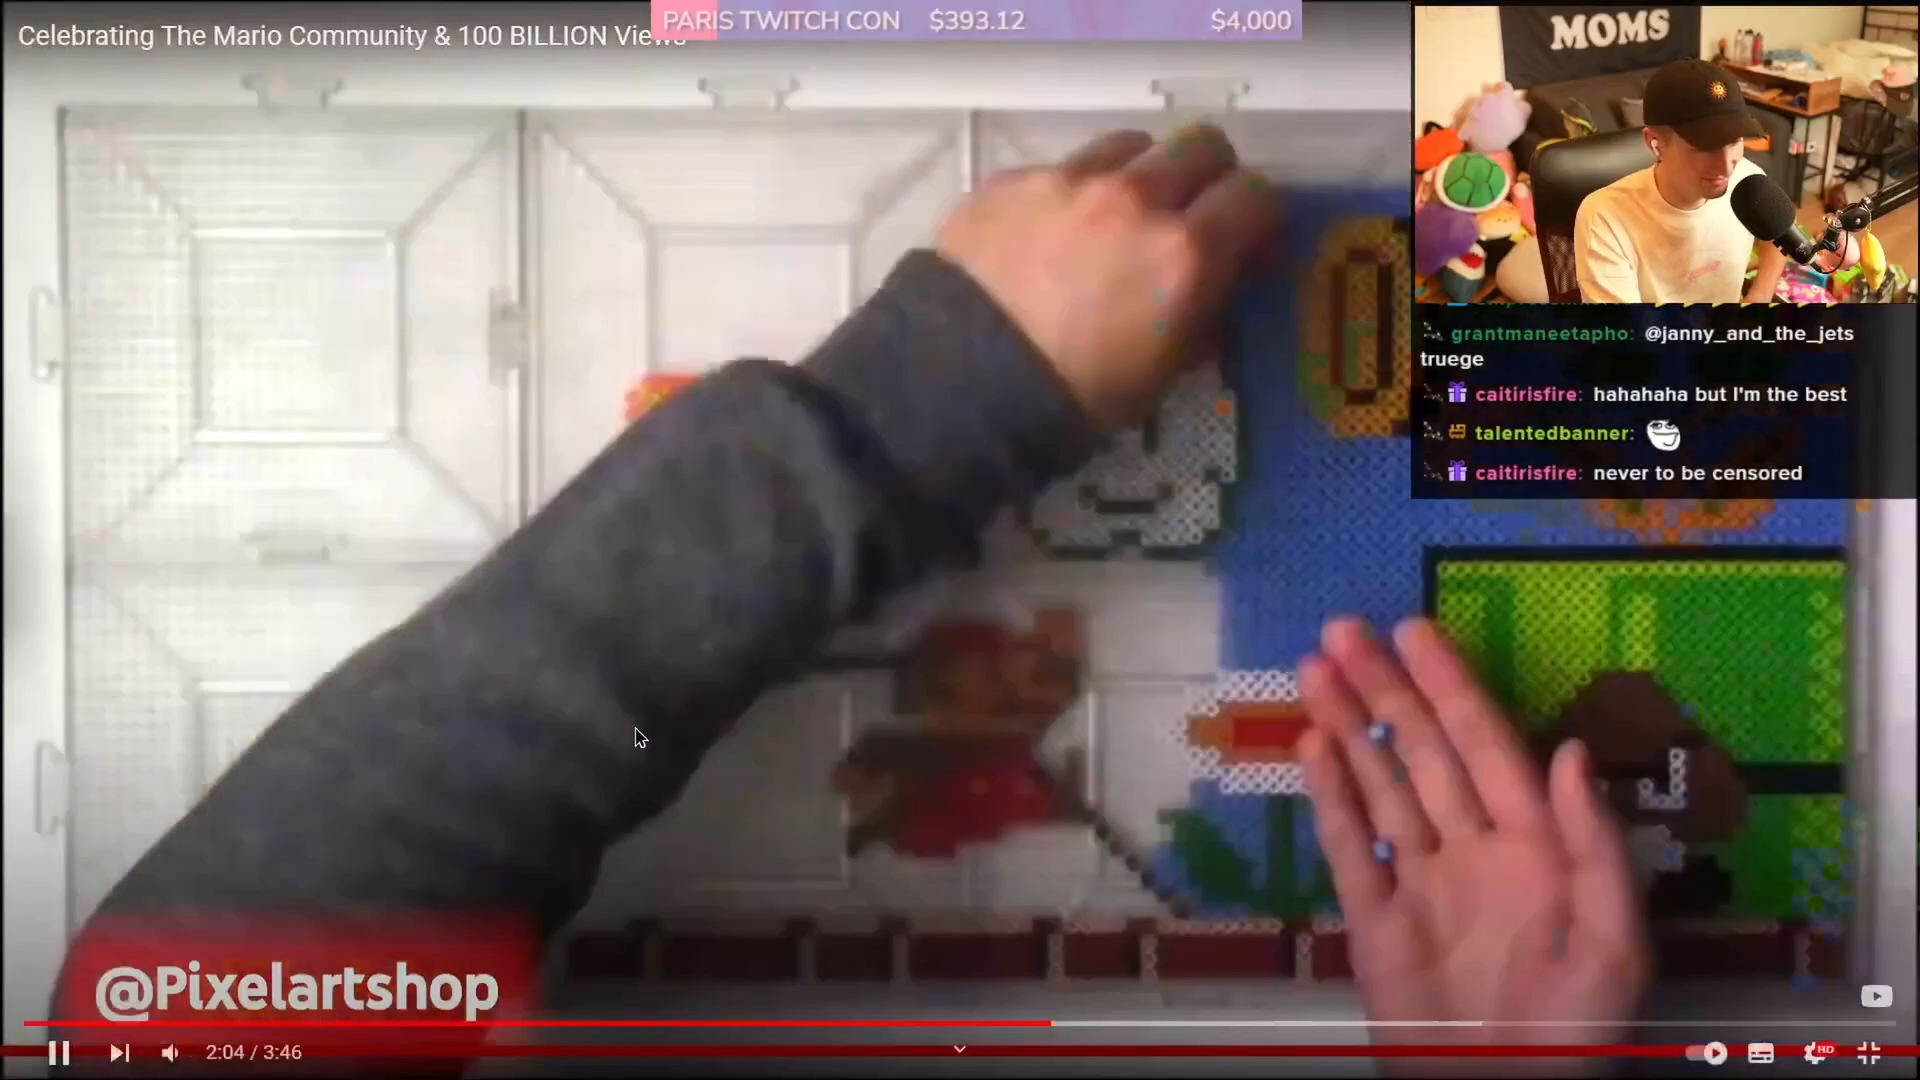 PARIS TWITCH CON $393.12 $4,000
Celebrating The Mario Community & 100 BILLION Views
MOMS
grantmaneetapho: @janny_and_the_jets
truege
caitirisfire: hahahaha but I'm the best
talentedbanner:
caitirisfire: never to be censored
@Pixelartshop
2:04 / 3:46
HD